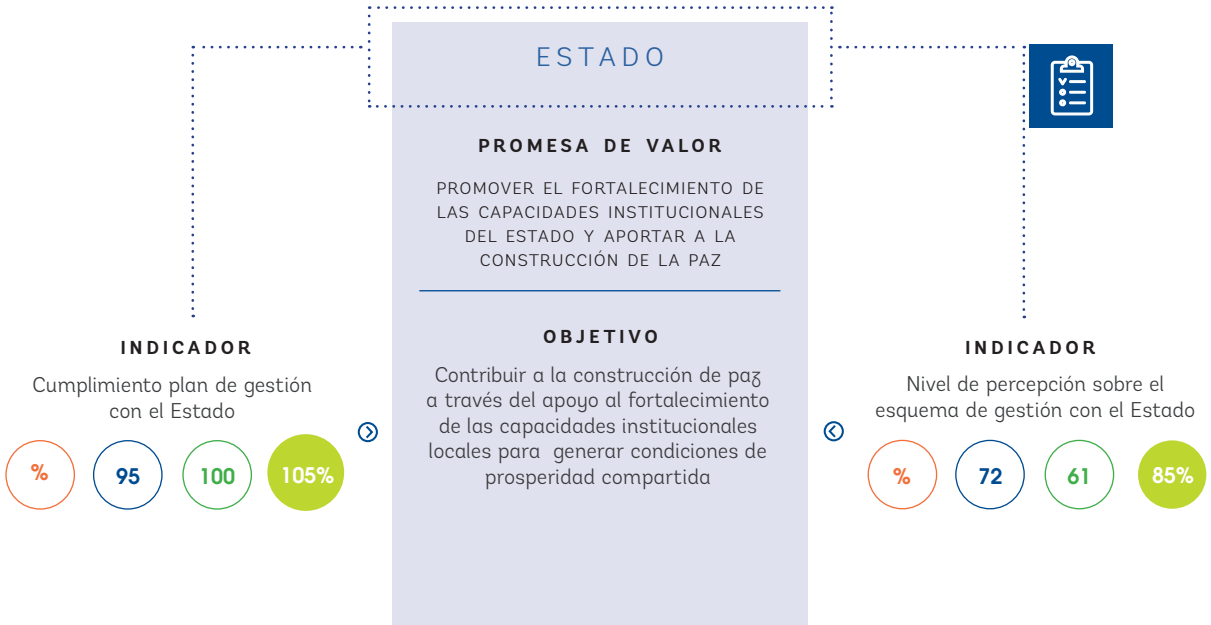 ESTADO
PROMESA DE VALOR
PROMOVER EL FORTALECIMIENTO DE
LAS CAPACIDADES INSTITUCIONALES
DEL ESTADO Y APORTAR A LA
CONSTRUCCIÓN DE LA PAZ
INDICADOR
Cumplimiento plan de gestión
con el Estado
%
95
100
105%
OBJETIVO
Contribuir a la construcción de paz
a través del apoyo al fortalecimiento
de las capacidades institucionales
locales para generar condiciones de
prosperidad compartida
INDICADOR
Nivel de percepción sobre el
esquema de gestión con el Estado
%
72
61
85%